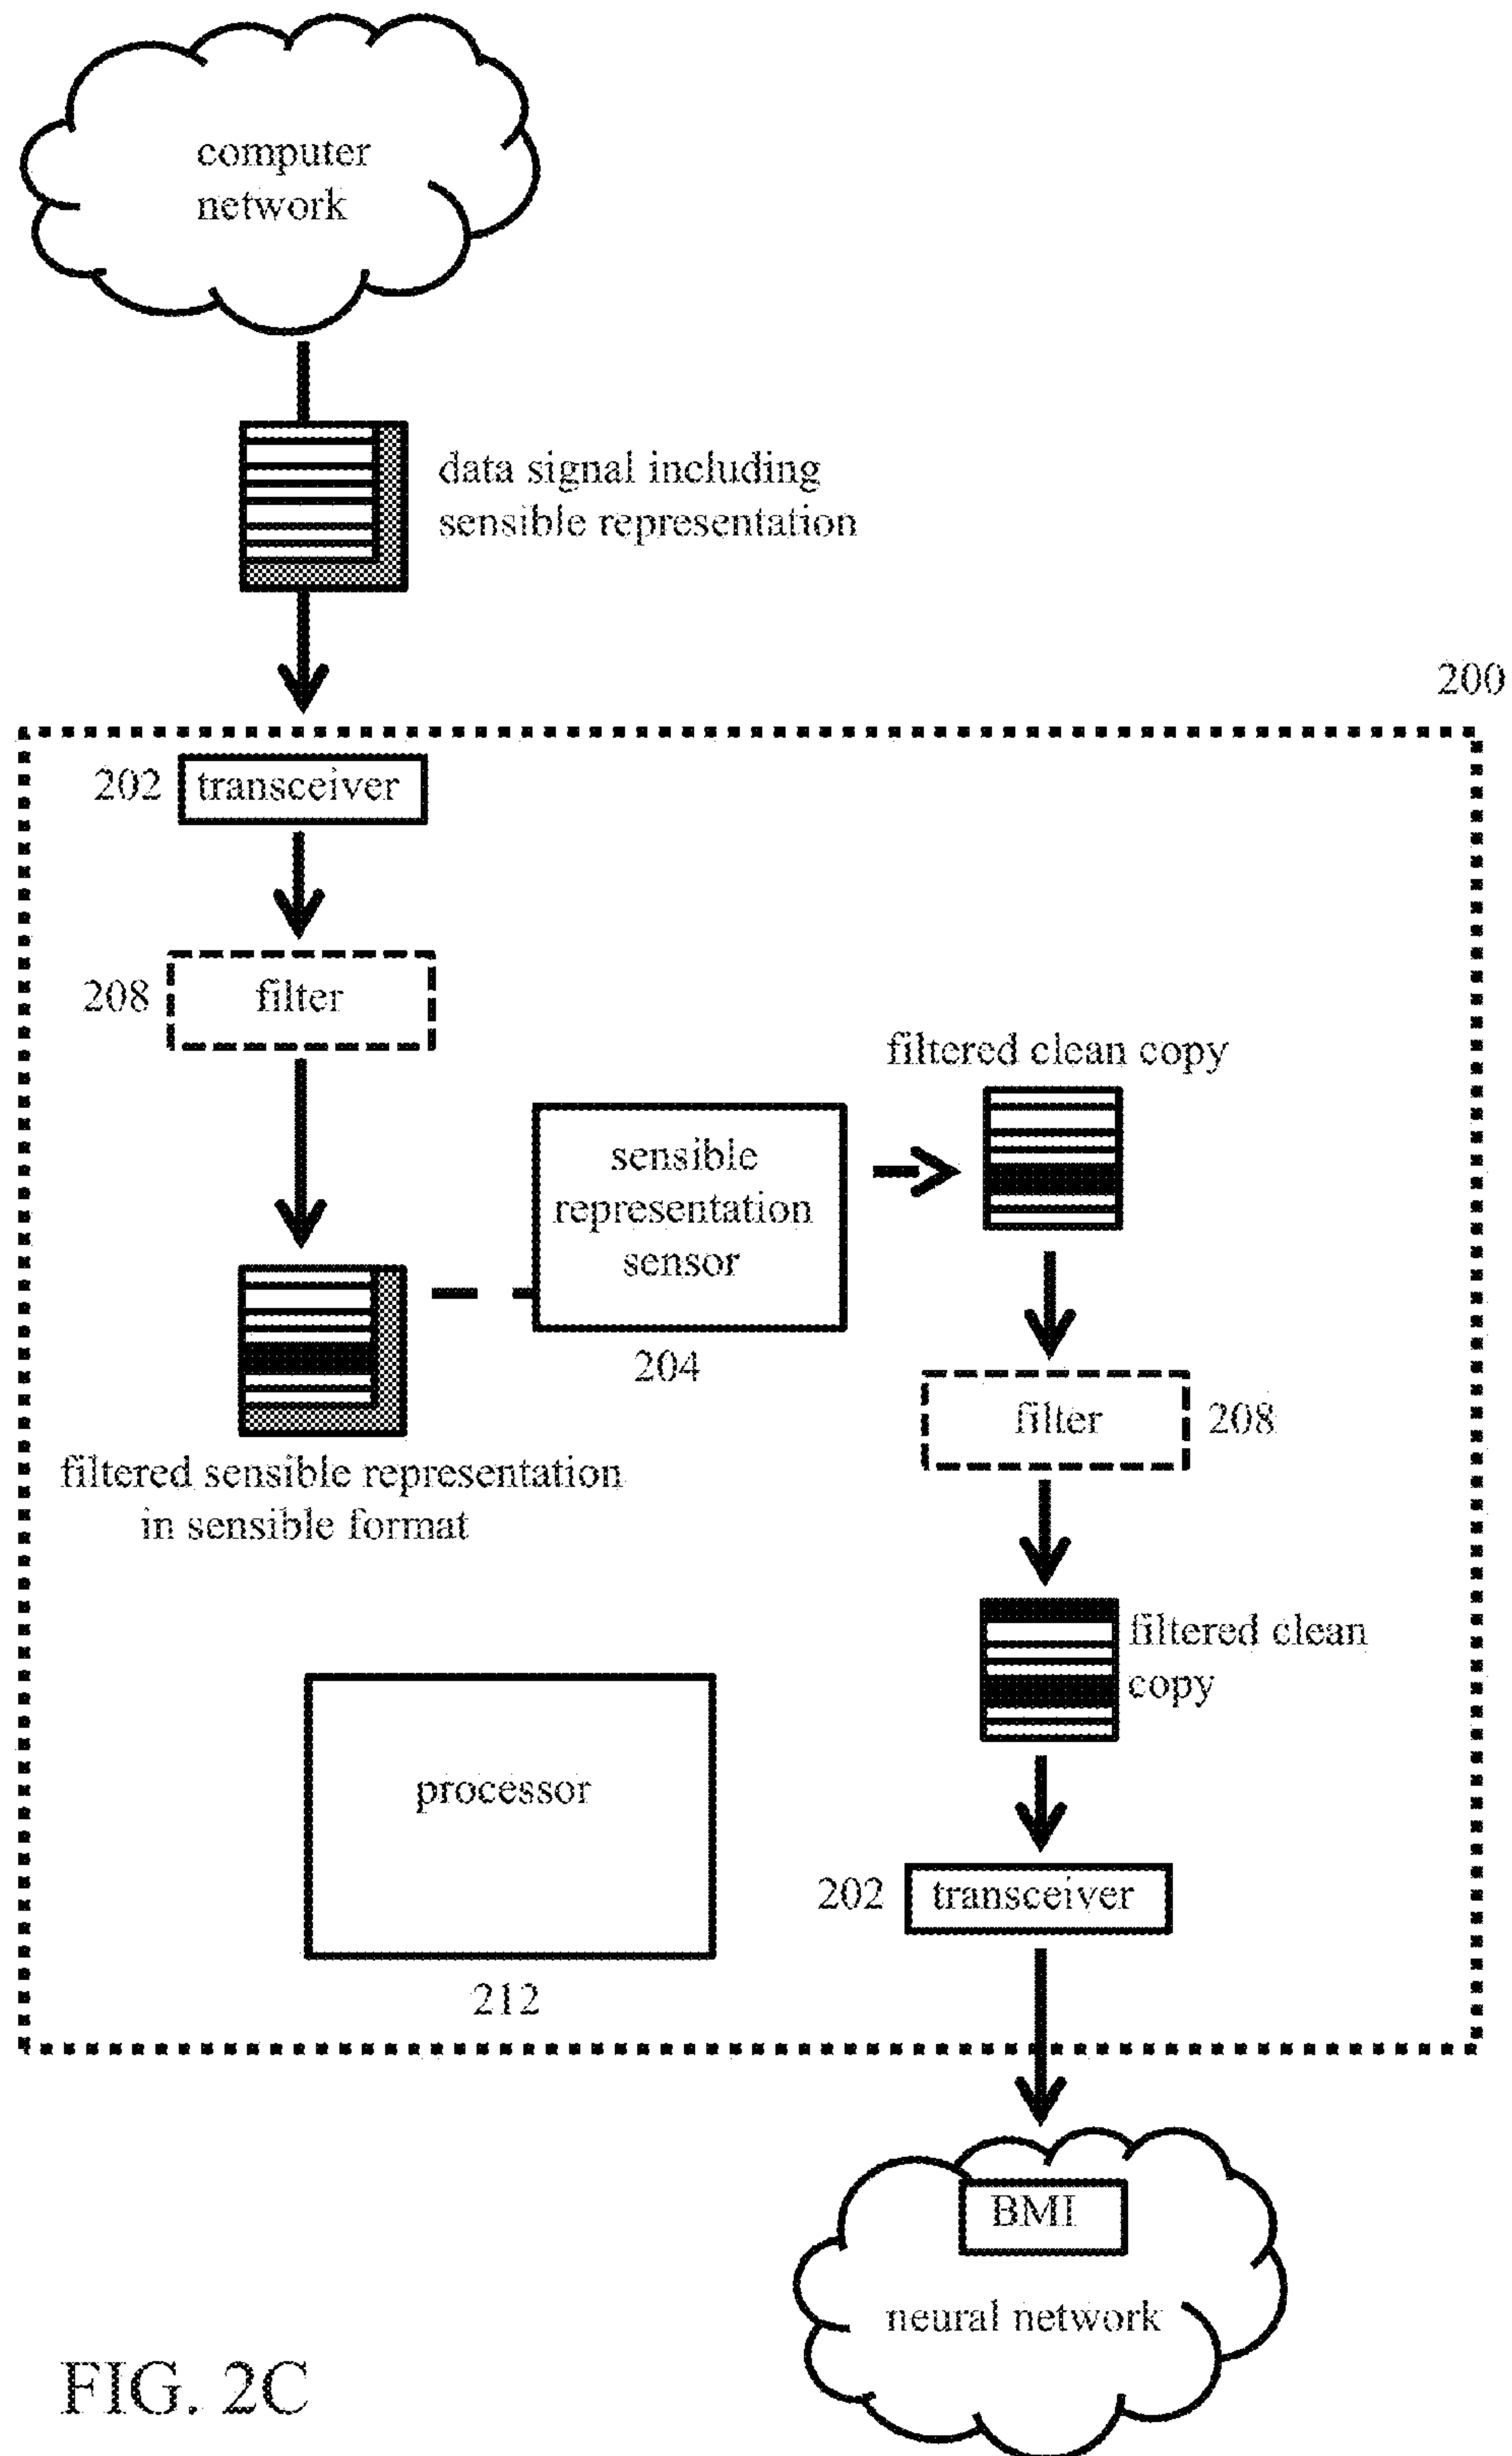 computer
network
data signal including
sensible representation
200
202 transceiver
208 filter
filtered clean copy
sensible
representation
sensor
204
filter 208
filtered sensible representation
in sensible format
filtered clean
copy
processor
212
202 transceiver
BMI
neural network
FIG. 2C